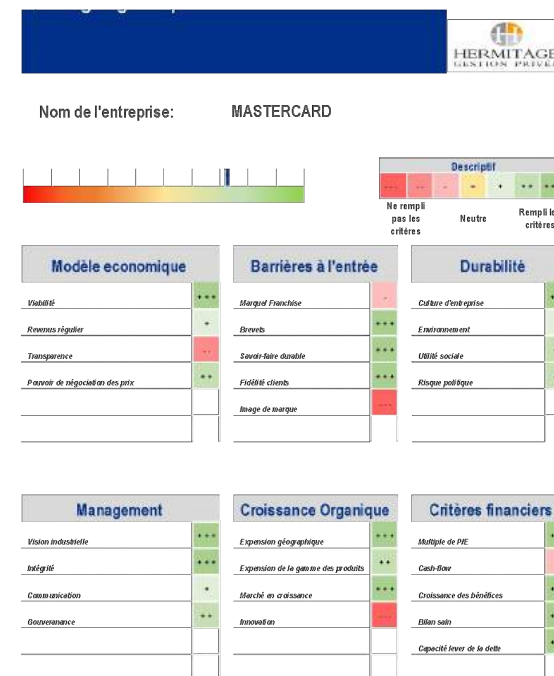 HERMITAGE
GESTION PRIVÉE
Nom de l'entreprise: MASTERCARD
Descriptif
--- -- - = + ++
Ne rempli pas les critères
Neutre
Rempli les critères
Modèle economique
Viabilité +++
Revenus régulier +
Transparence --
Pouvoir de négociation des prix ++
Barrières à l'entrée
Marque/ Franchise -
Brevets +++
Savoir-faire durable +++
Fidélité clients +++
Image de marque ---
Durabilité
Culture d'entreprise
Environnement
Utilité sociale
Risque politique
Management
Vision industrielle +++
Intégrité +++
Communication +
Gouveranance ++
Croissance Organique
Expension géographique +++
Expension de la gamme des produits ++
Marché en croissance +++
Innovation ---
Critères financiers
Multiple de P/E
Cash-flow
Croissance des bénéfices
Bilan sain
Capacité lever de la dette